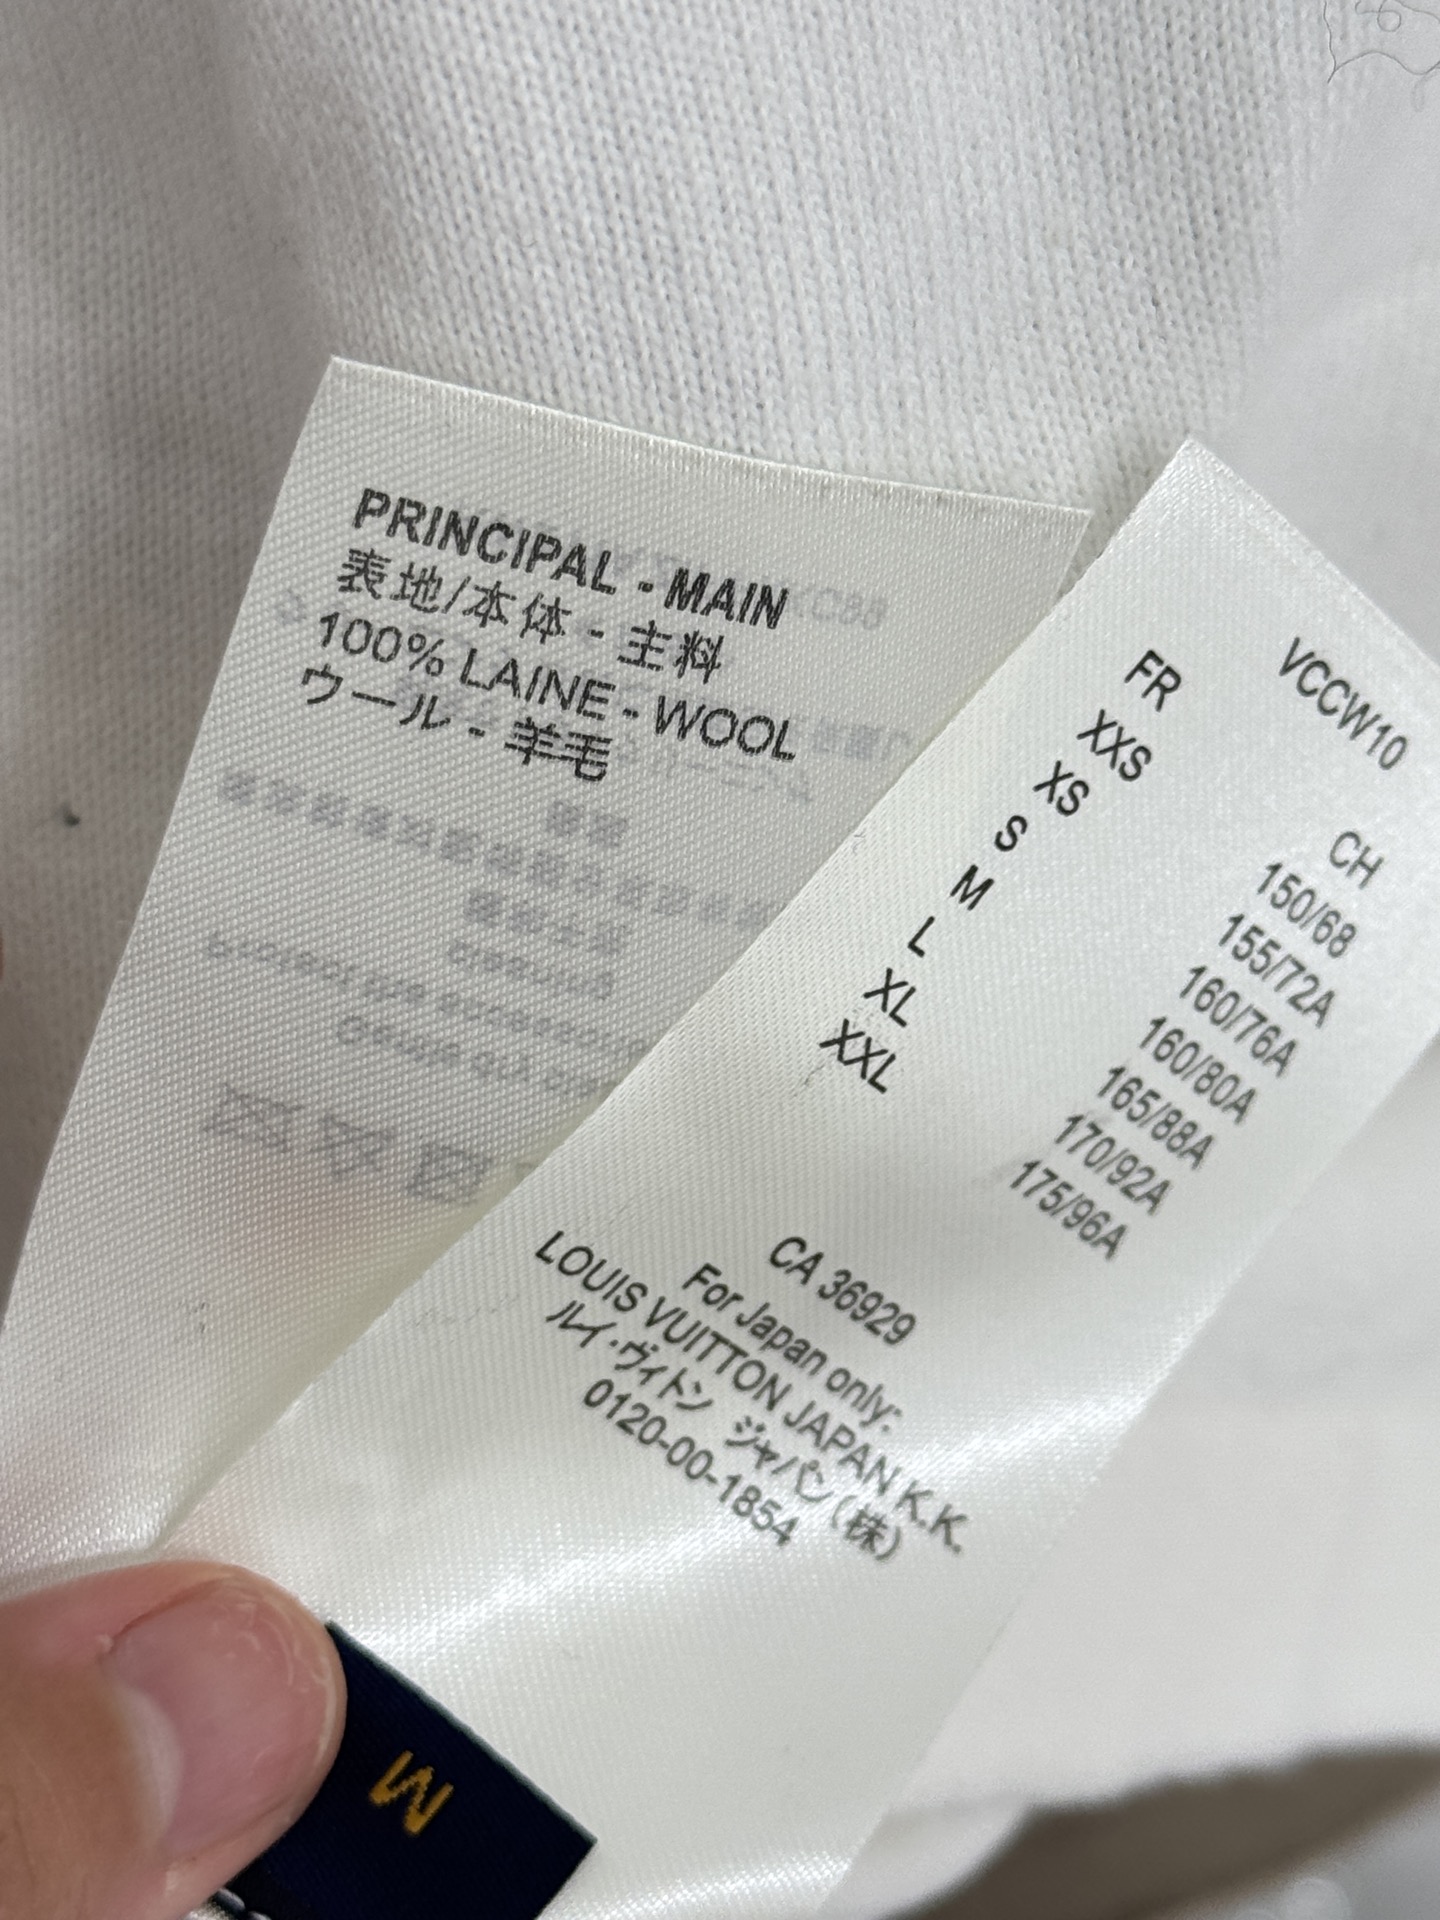 PRINCIPAL - MAIN
表地/本体 - 主料
100% LAINE - WOOL
ウール - 羊毛
VCCW10
FR CH
XXS 150/68
XS 155/72A
S 160/76A
M 160/80A
L 165/88A
XL 170/92A
XXL 175/96A
CA 36929
For Japan only:
LOUIS VUITTON JAPAN K.K.
ルイ・ヴィトン ジャパン(株)
0120-00-1854
M